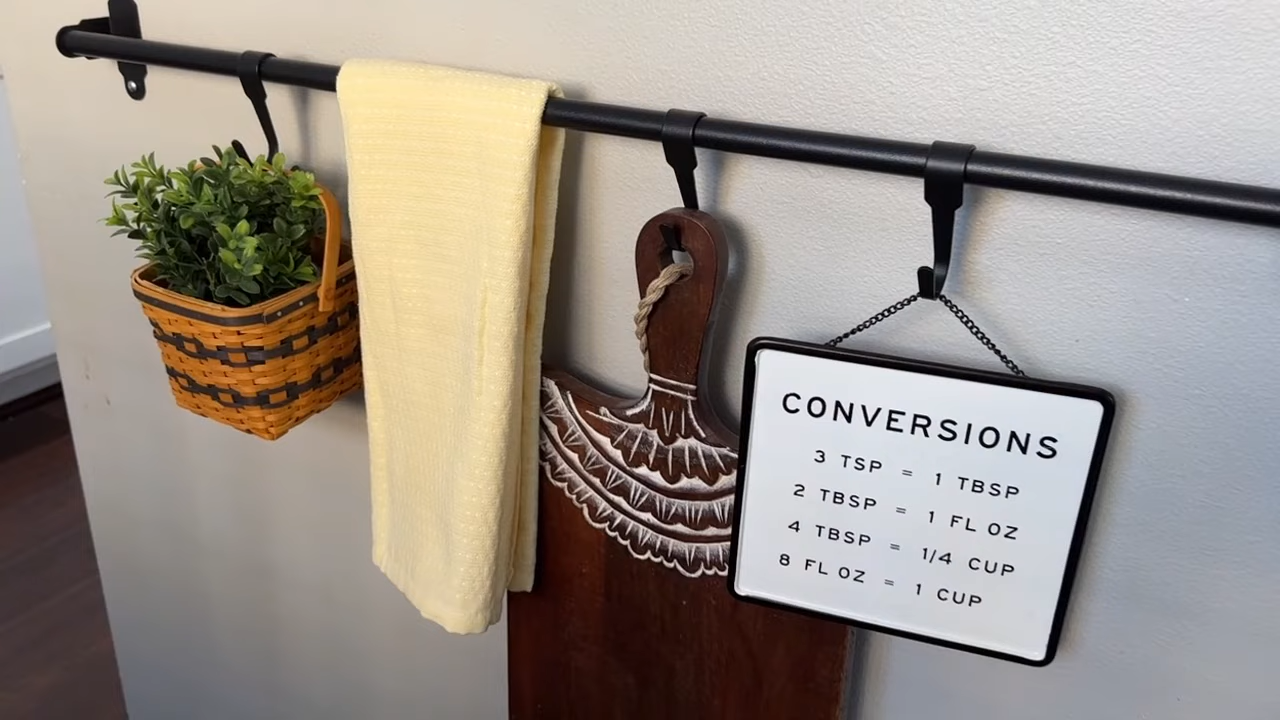 CONVERSIONS
3 TSP = 1 TBSP
2 TBSP = 1 FL OZ
4 TBSP = 1/4 CUP
8 FL OZ = 1 CUP